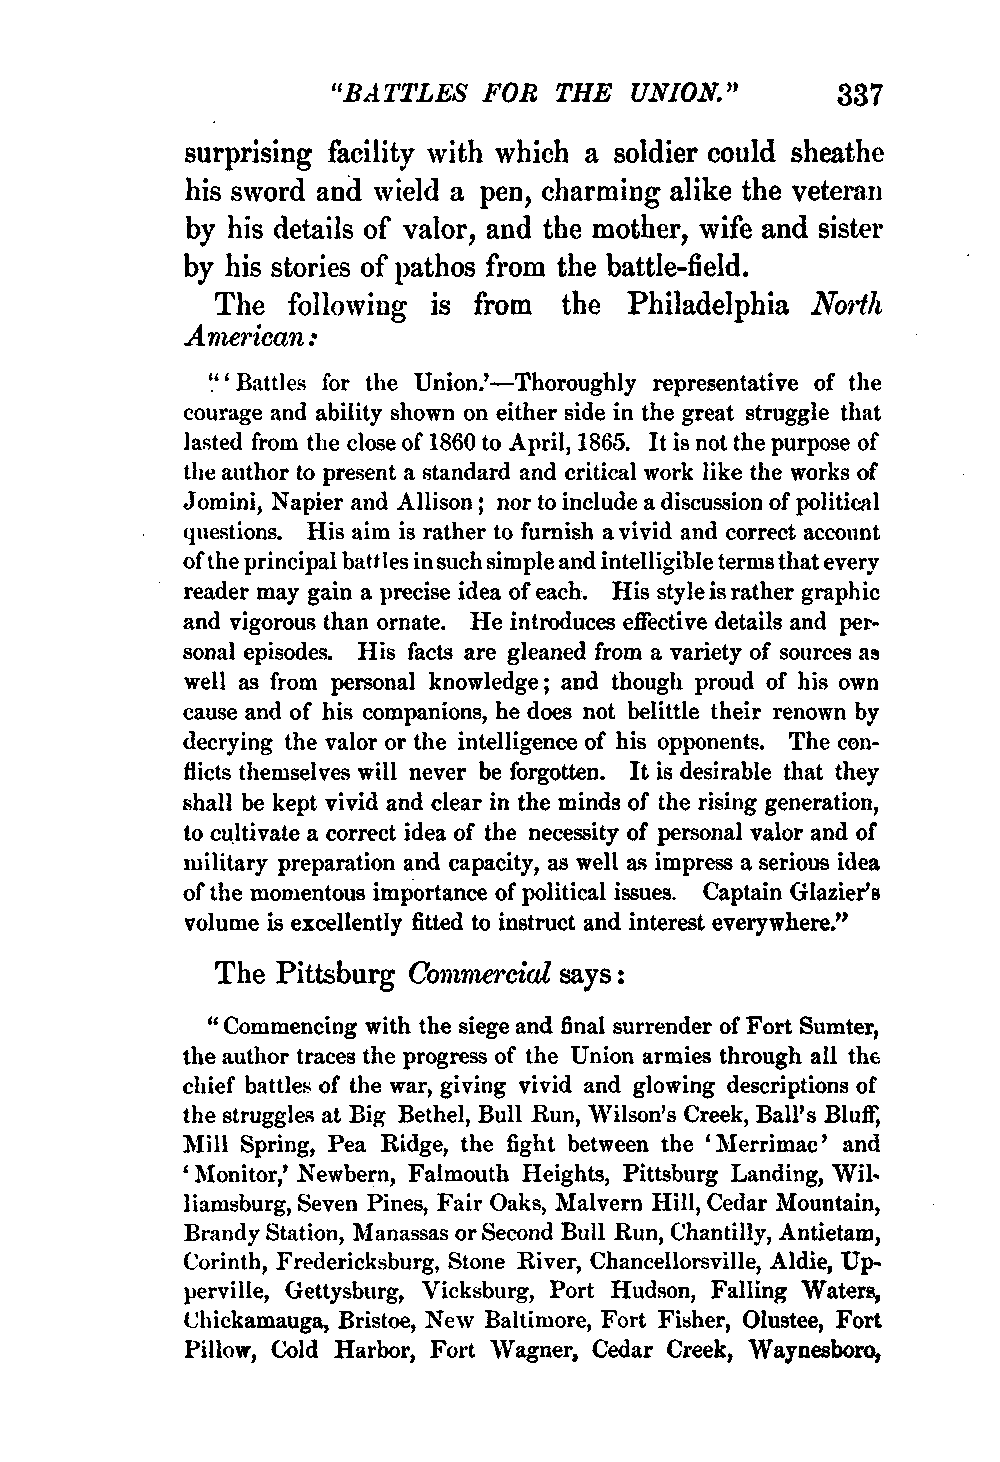 "BATTLES FOR THE UNION." 337
surprising facility with which a soldier could sheathe
his sword and wield a pen, charming alike the veteran
by his details of valor, and the mother, wife and sister
by his stories of pathos from the battle-field.
The following is from the Philadelphia North
American:
"'Battles for the Union.'—Thoroughly representative of the
courage and ability shown on either side in the great struggle that
lasted from the close of 1860 to April, 1865. It is not the purpose of
the author to present a standard and critical work like the works of
Jomini, Napier and Allison; nor to include a discussion of political
questions. His aim is rather to furnish a vivid and correct account
of the principal battles in such simple and intelligible terms that every
reader may gain a precise idea of each. His style is rather graphic
and vigorous than ornate. He introduces effective details and per-
sonal episodes. His facts are gleaned from a variety of sources as
well as from personal knowledge; and though proud of his own
cause and of his companions, he does not belittle their renown by
decrying the valor or the intelligence of his opponents. The con-
flicts themselves will never be forgotten. It is desirable that they
shall be kept vivid and clear in the minds of the rising generation,
to cultivate a correct idea of the necessity of personal valor and of
military preparation and capacity, as well as impress a serious idea
of the momentous importance of political issues. Captain Glazier's
volume is excellently fitted to instruct and interest everywhere."
The Pittsburg Commercial says:
"Commencing with the siege and final surrender of Fort Sumter,
the author traces the progress of the Union armies through all the
chief battles of the war, giving vivid and glowing descriptions of
the struggles at Big Bethel, Bull Run, Wilson's Creek, Ball's Bluff,
Mill Spring, Pea Ridge, the fight between the 'Merrimac' and
'Monitor,' Newbern, Falmouth Heights, Pittsburg Landing, Wil-
liamsburg, Seven Pines, Fair Oaks, Malvern Hill, Cedar Mountain,
Brandy Station, Manassas or Second Bull Run, Chantilly, Antietam,
Corinth, Fredericksburg, Stone River, Chancellorsville, Aldie, Up-
perville, Gettysburg, Vicksburg, Port Hudson, Falling Waters,
Chickamauga, Bristoe, New Baltimore, Fort Fisher, Olustee, Fort
Pillow, Cold Harbor, Fort Wagner, Cedar Creek, Waynesboro,